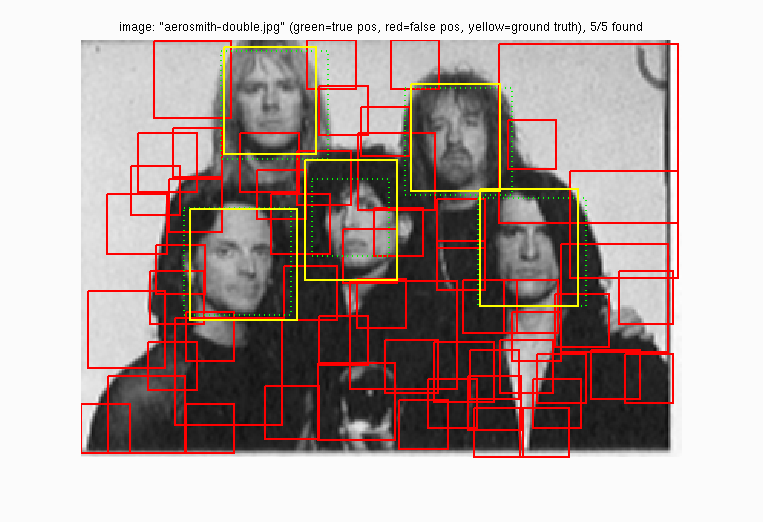 image: "aerosmith-double.jpg" (green=true pos, red=false pos, yellow=ground truth), 5/5 found